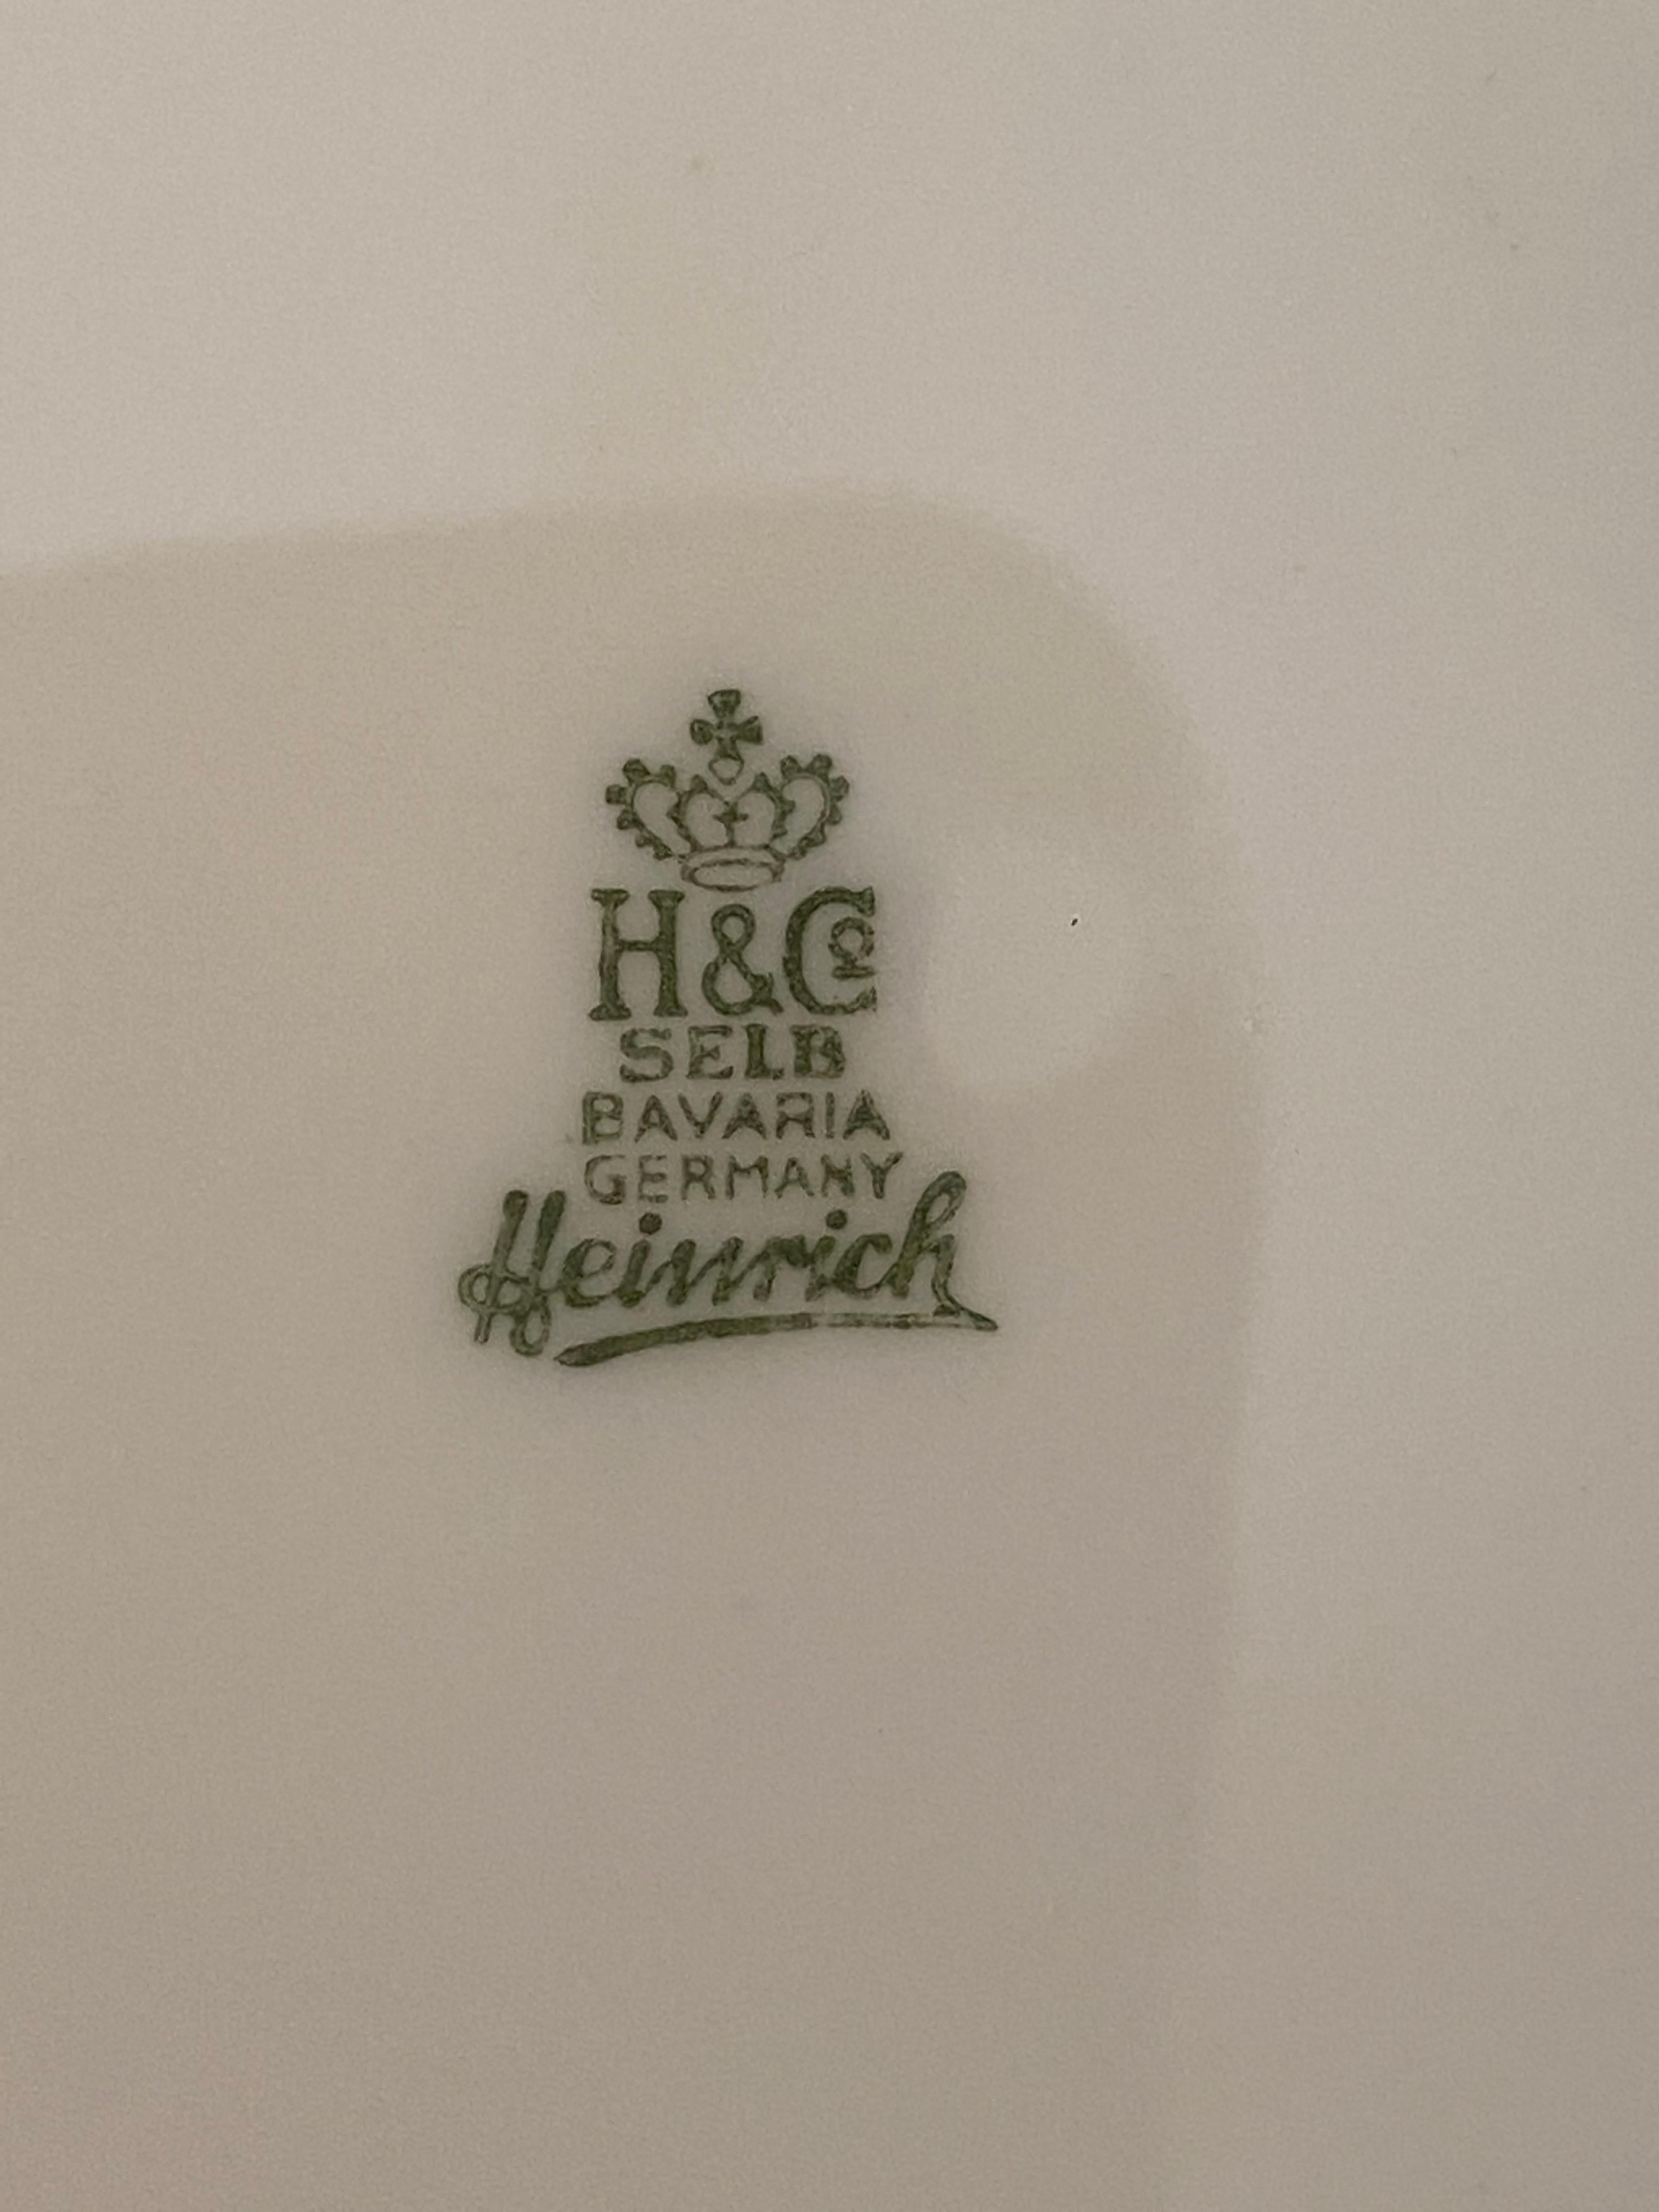 H&Co
SELB
BAVARIA
GERMANY
Heinrich